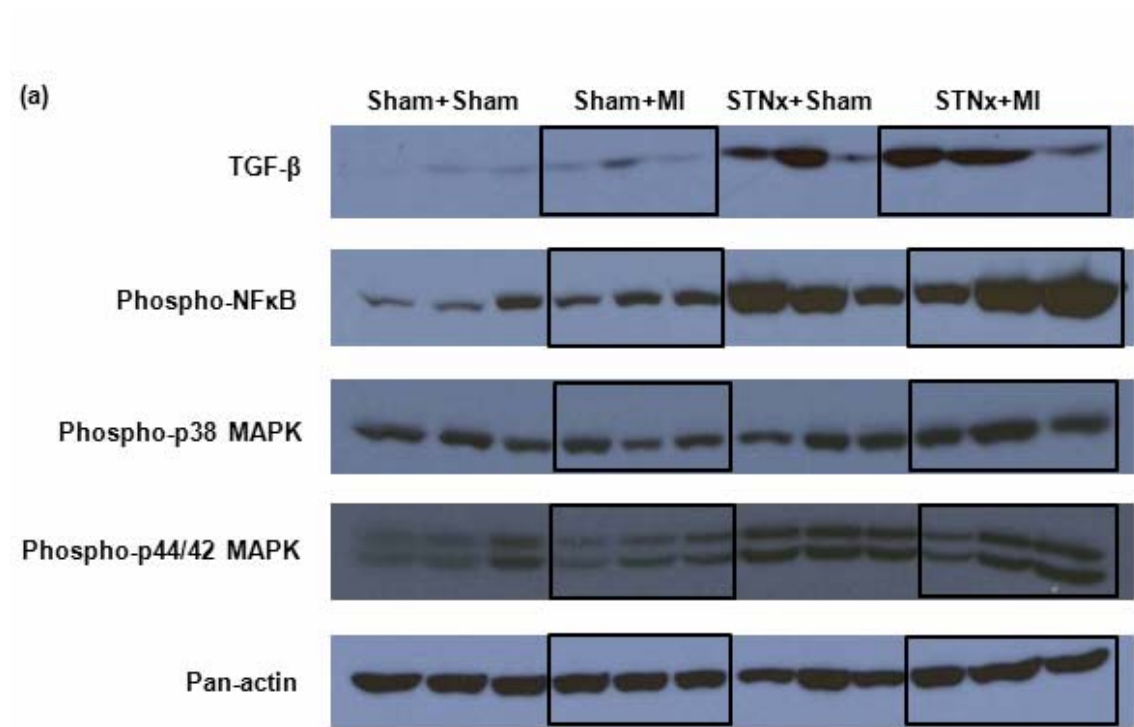 (a)
Sham+Sham Sham+MI STNx+Sham STNx+MI
TGF-β
Phospho-NFκB
Phospho-p38 MAPK
Phospho-p44/42 MAPK
Pan-actin